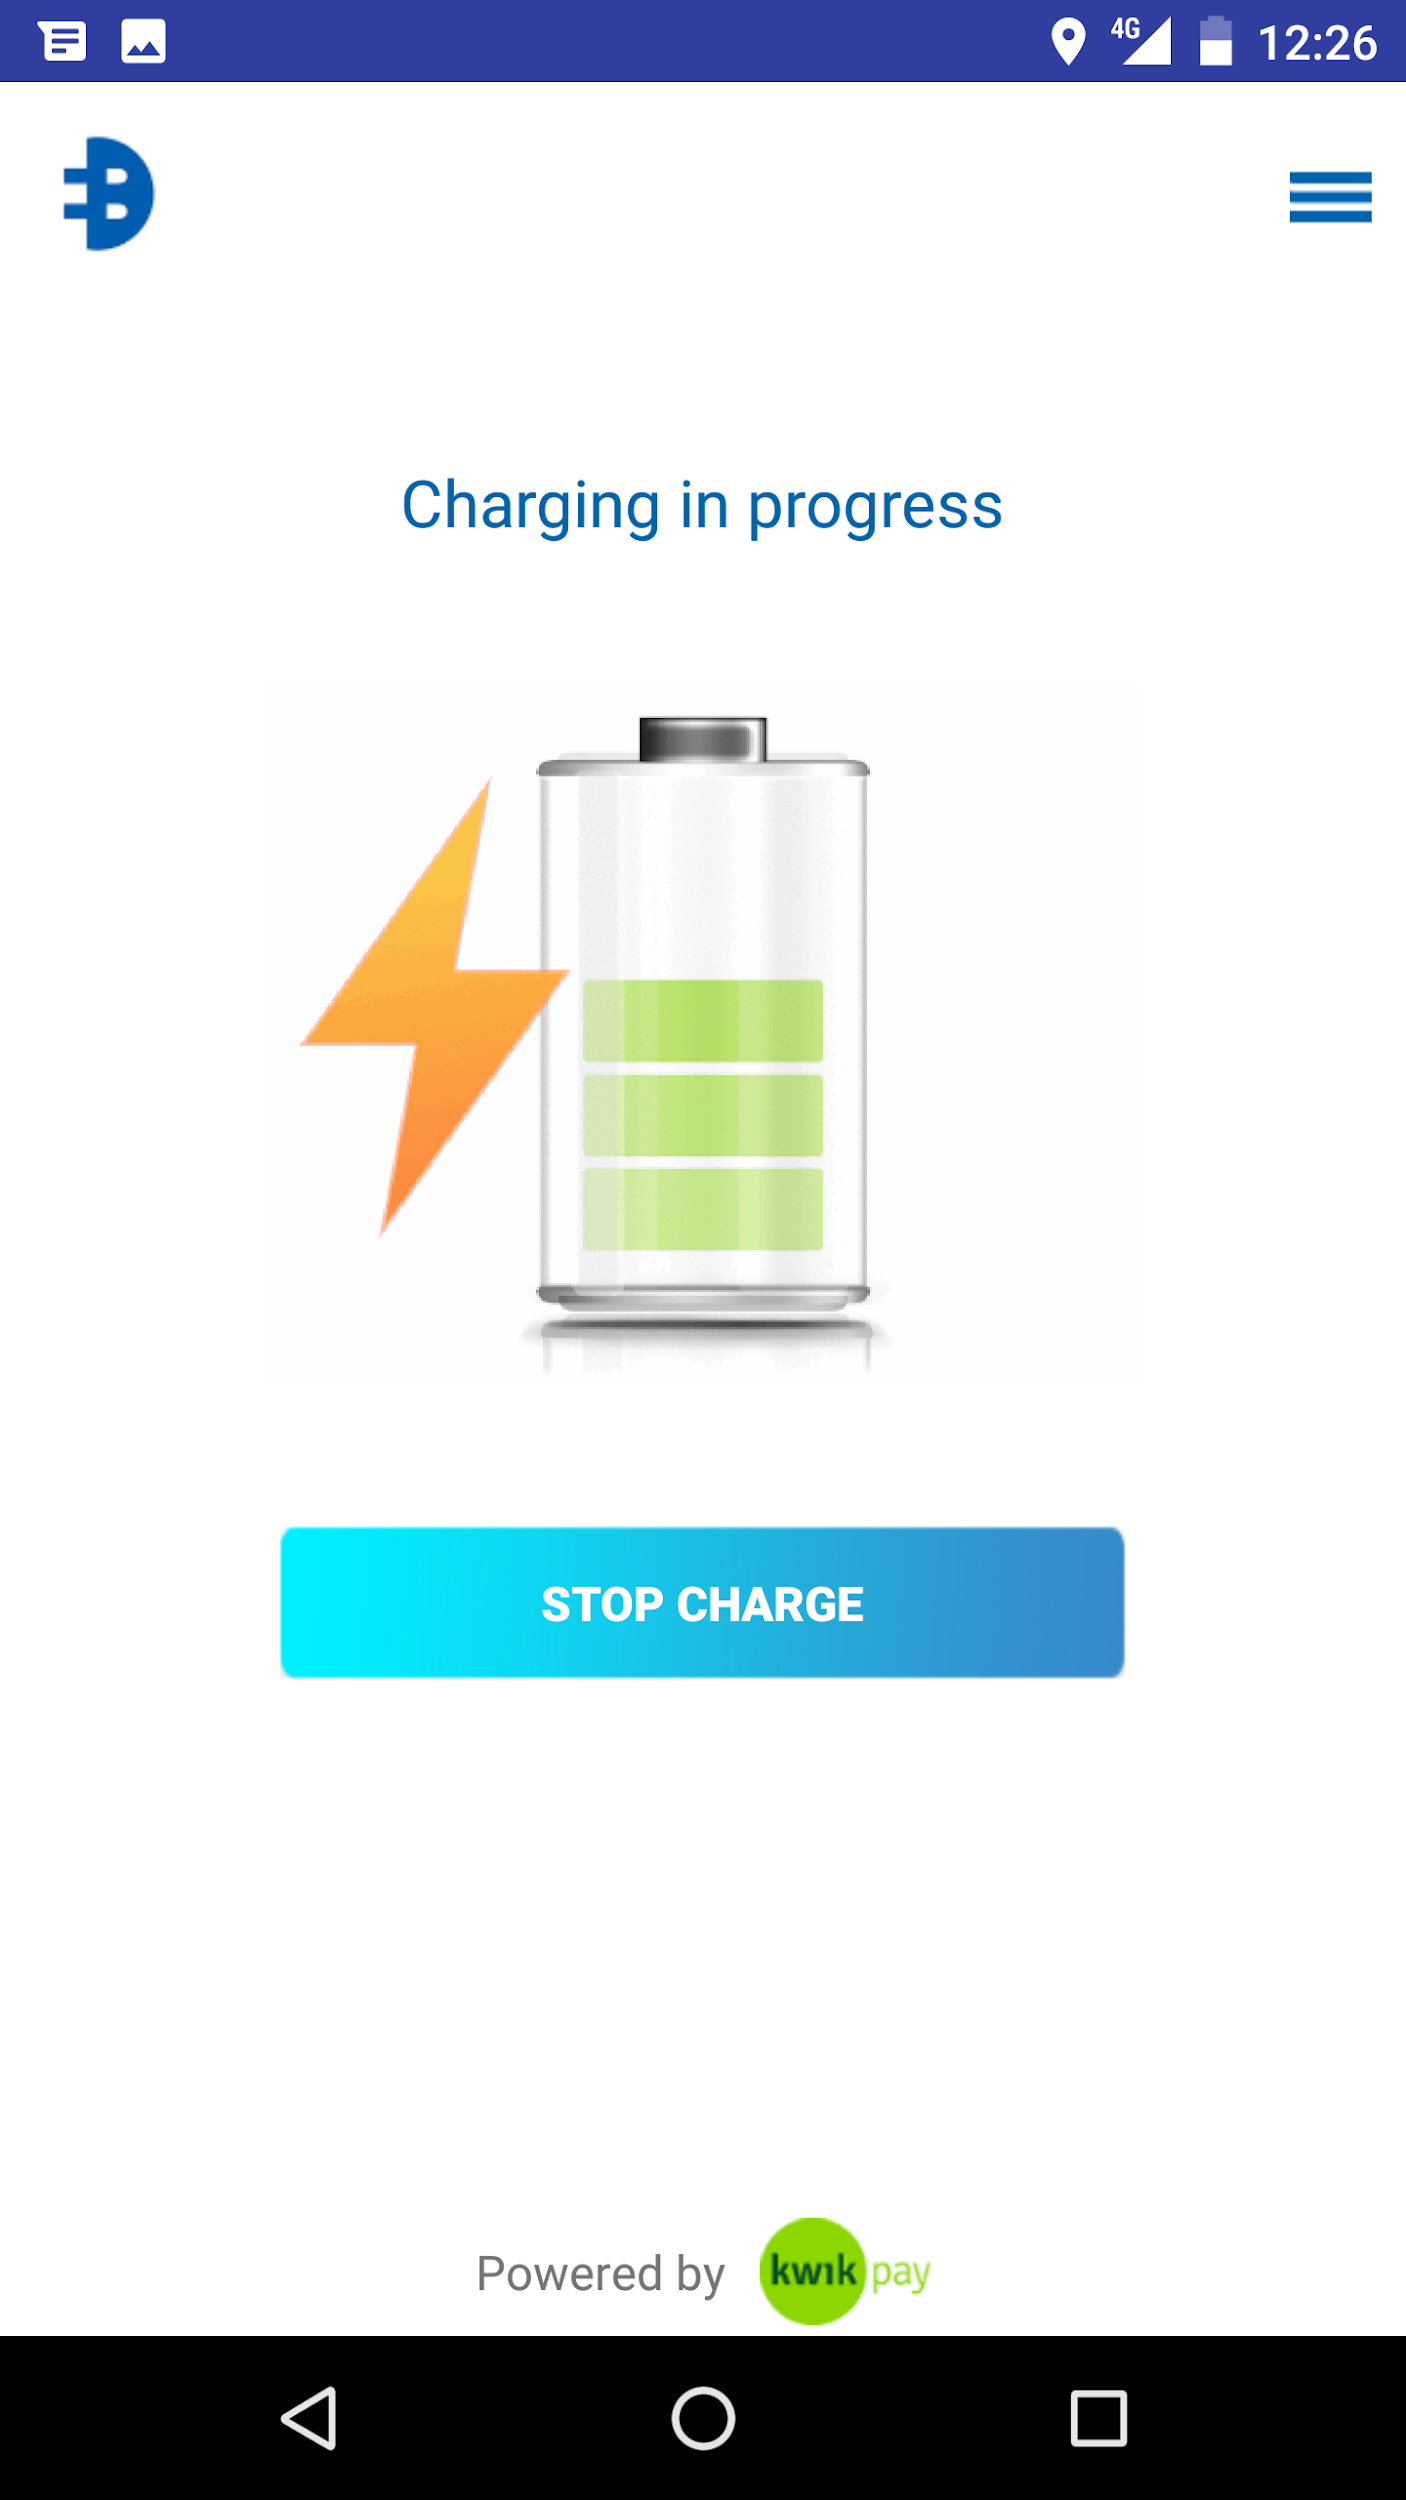 4G 12:26
B
Charging in progress
STOP CHARGE
Powered by kwik pay